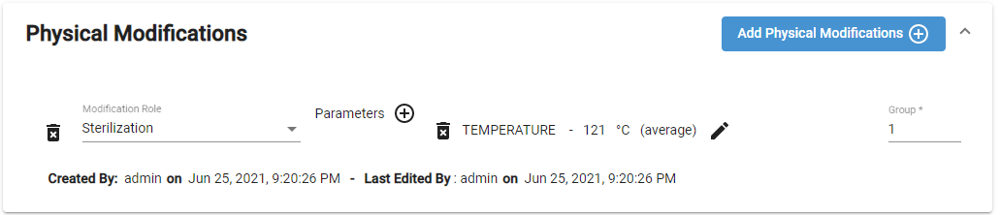 Physical Modifications
Add Physical Modifications
Modification Role
Sterilization
Parameters
TEMPERATURE - 121 °C (average)
Group *
1
Created By: admin on Jun 25, 2021, 9:20:26 PM - Last Edited By : admin on Jun 25, 2021, 9:20:26 PM